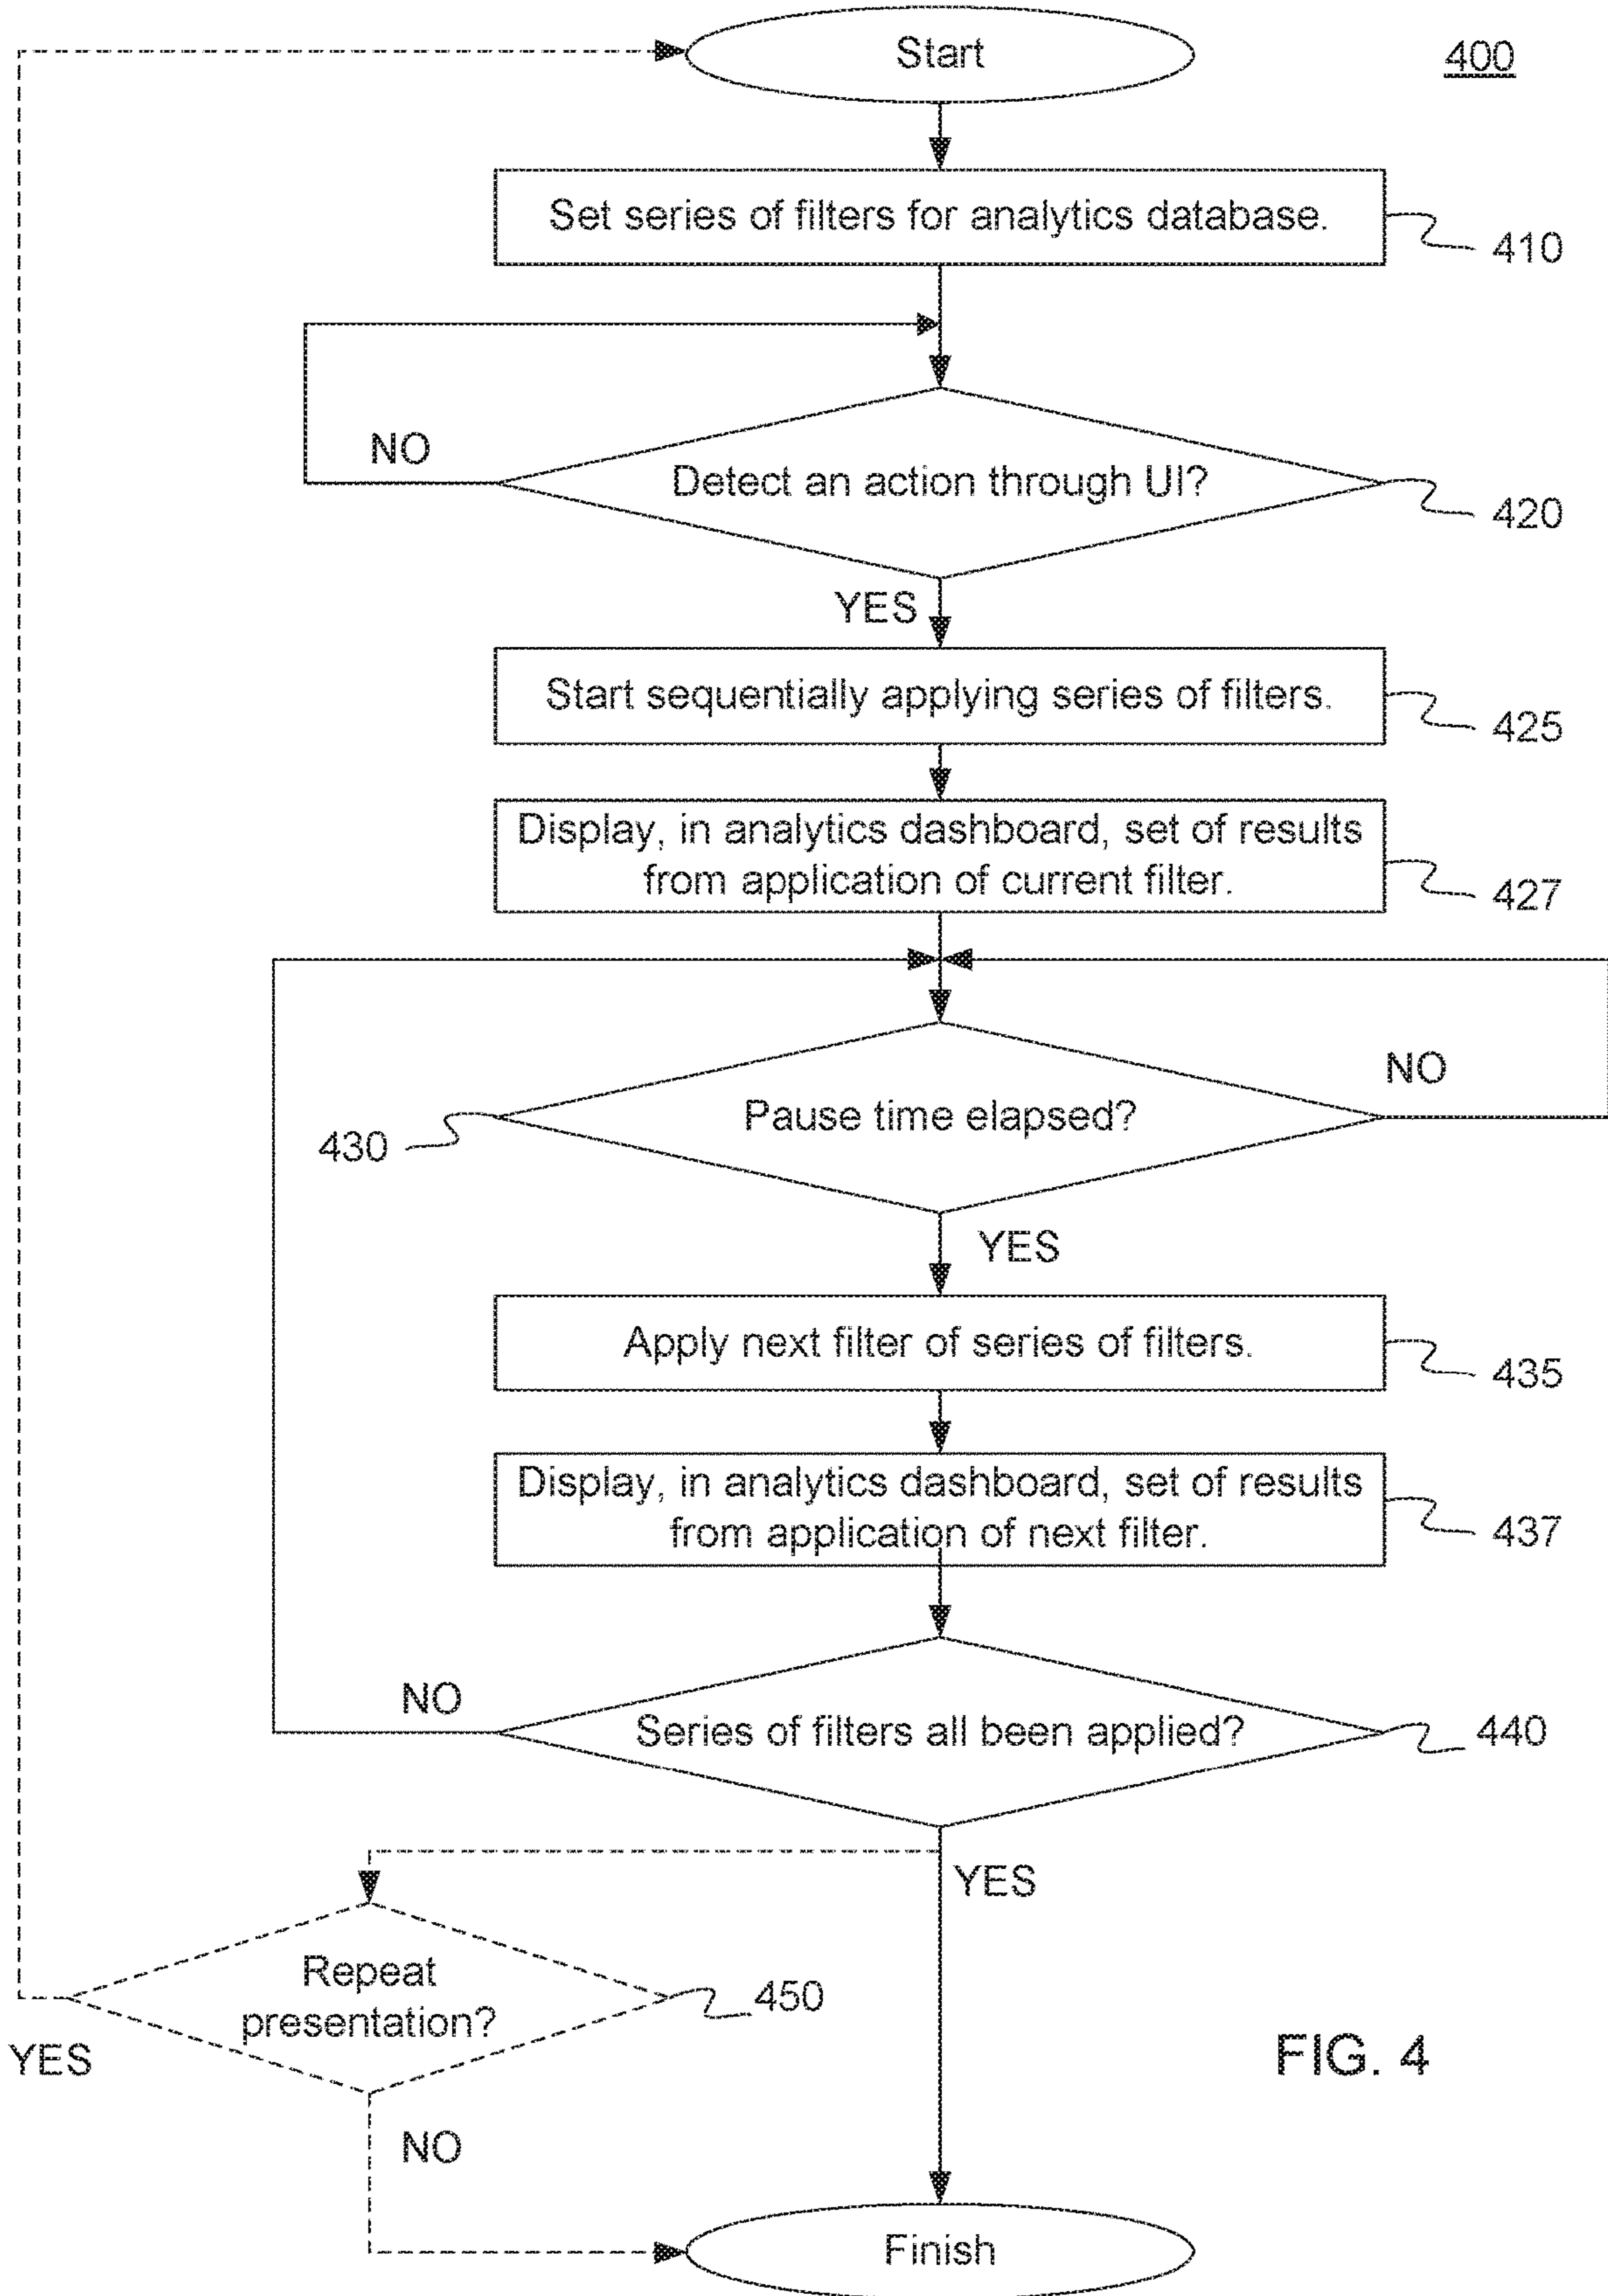 Start
400
Set series of filters for analytics database.
410
NO
Detect an action through UI?
420
YES
Start sequentially applying series of filters.
425
Display, in analytics dashboard, set of results
from application of current filter.
427
NO
Pause time elapsed?
430
YES
Apply next filter of series of filters.
435
Display, in analytics dashboard, set of results
from application of next filter.
437
NO
Series of filters all been applied?
440
YES
Repeat
presentation?
450
YES
FIG. 4
NO
Finish